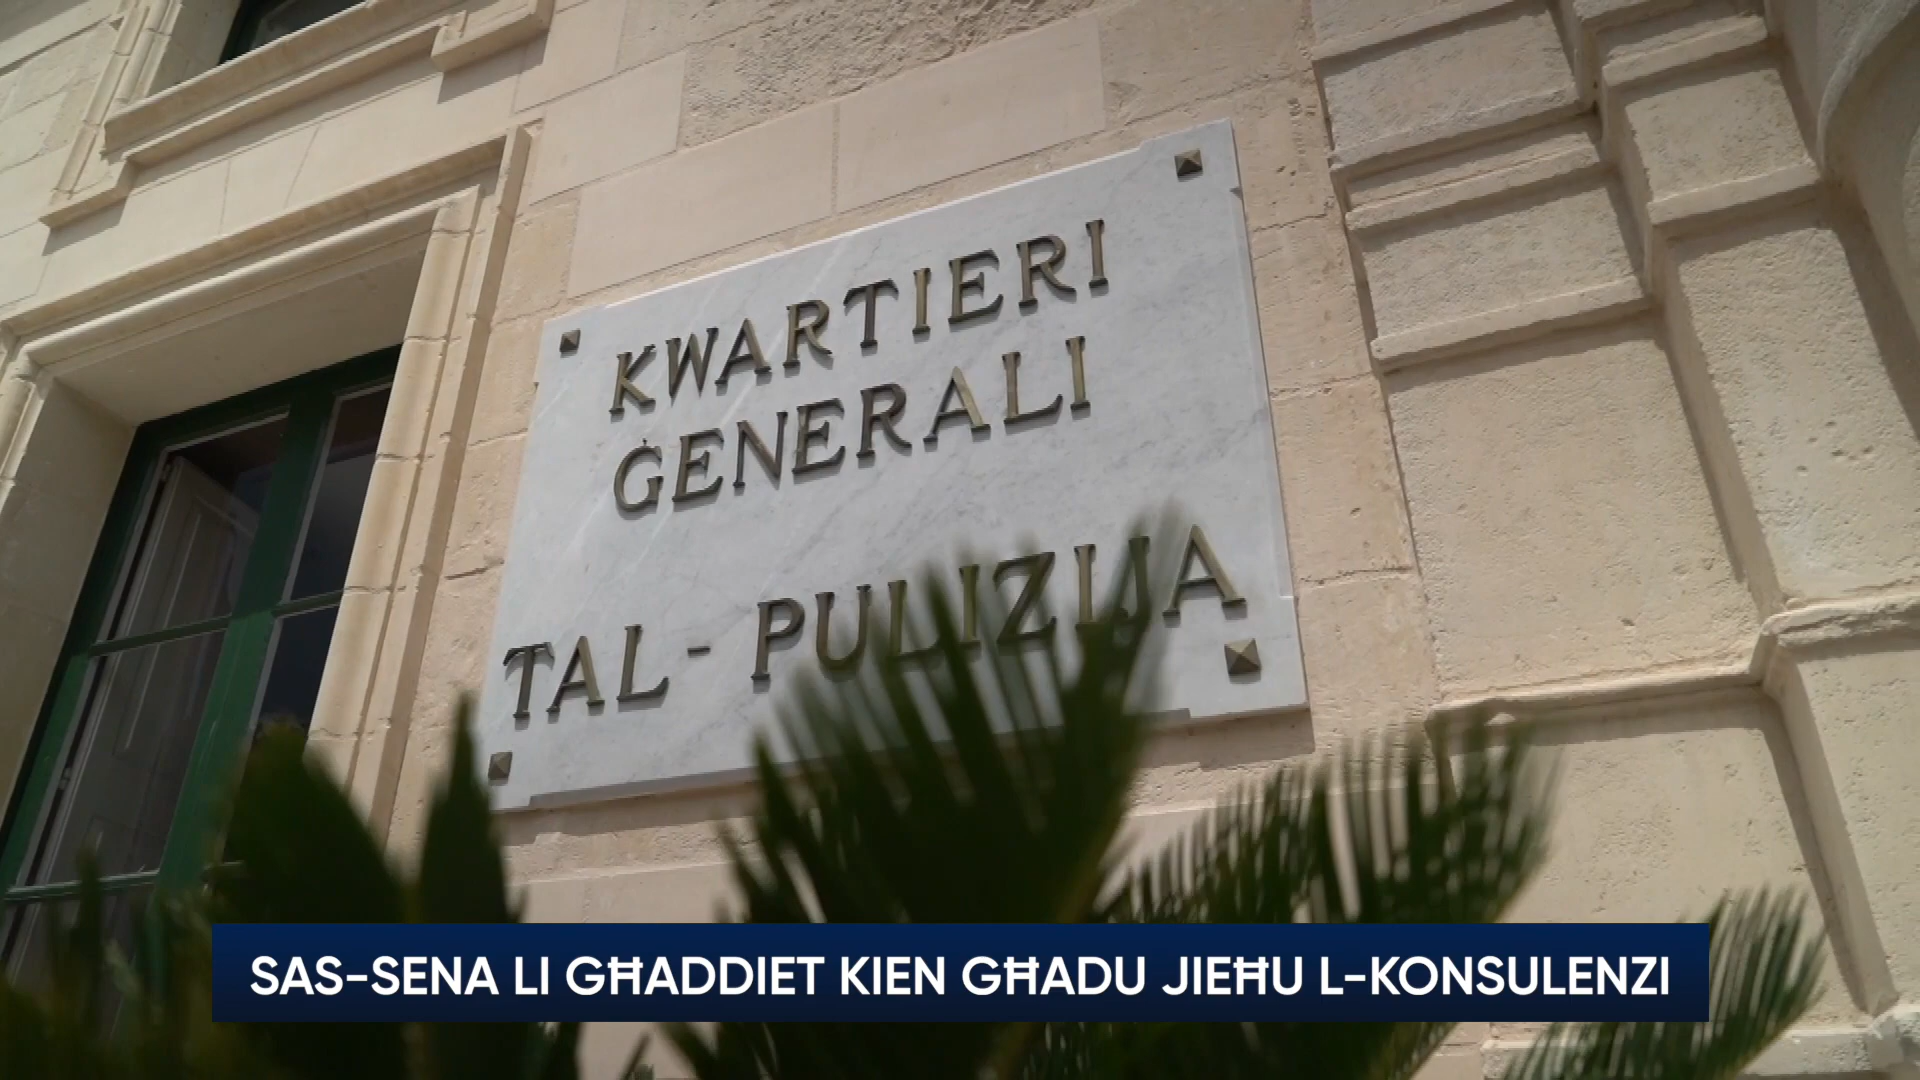 KWARTIERI
ĠENERALI
TAL - PULIZIJA
SAS-SENA LI GĦADDIET KIEN GĦADU JIEĦU L-KONSULENZI